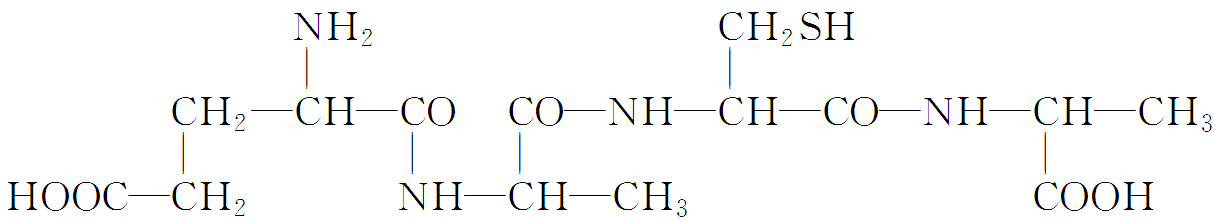 NH₂ CH₂SH
CH₂—CH—CO CO—NH—CH—CO—NH—CH—CH₃
HOOC—CH₂ NH—CH—CH₃ COOH